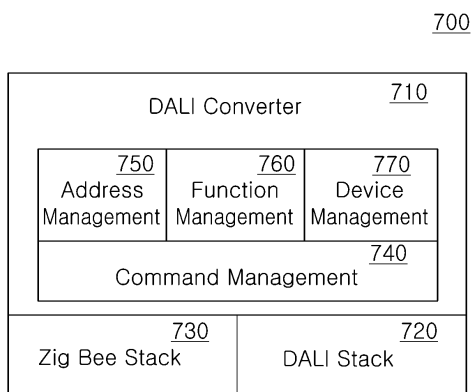 700
DALI Converter 710
750 760 770
Address Management Function Management Device Management
740
Command Management
730 720
Zig Bee Stack DALI Stack